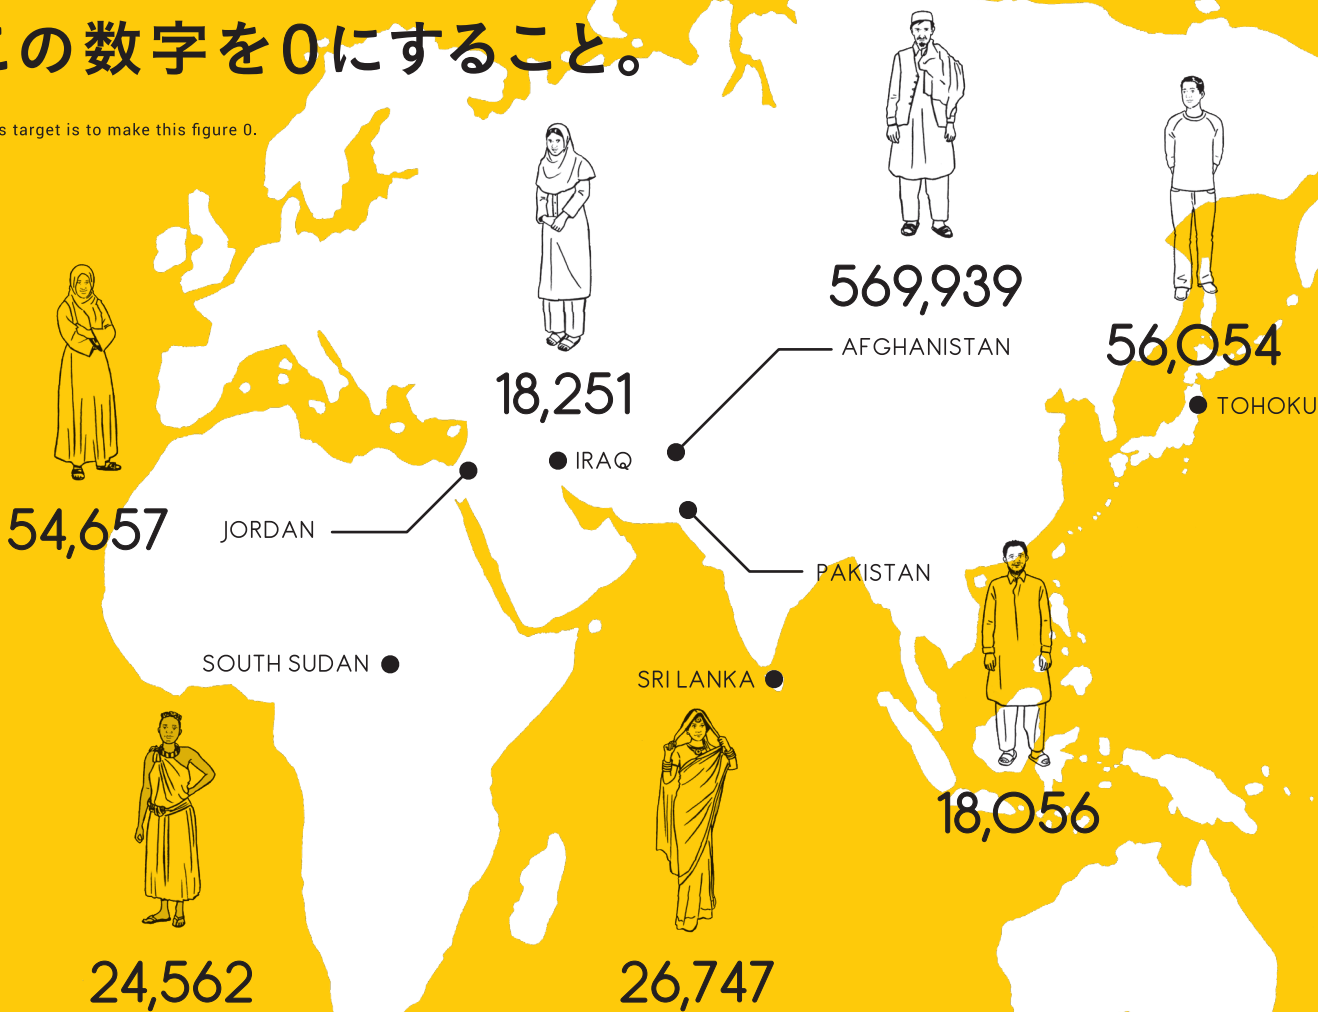 の数字を0にすること。
s target is to make this figure 0.
569,939
AFGHANISTAN
56,054
TOHOKU
18,251
IRAQ
54,657
JORDAN
PAKISTAN
SOUTH SUDAN
SRI LANKA
18,056
24,562
26,747